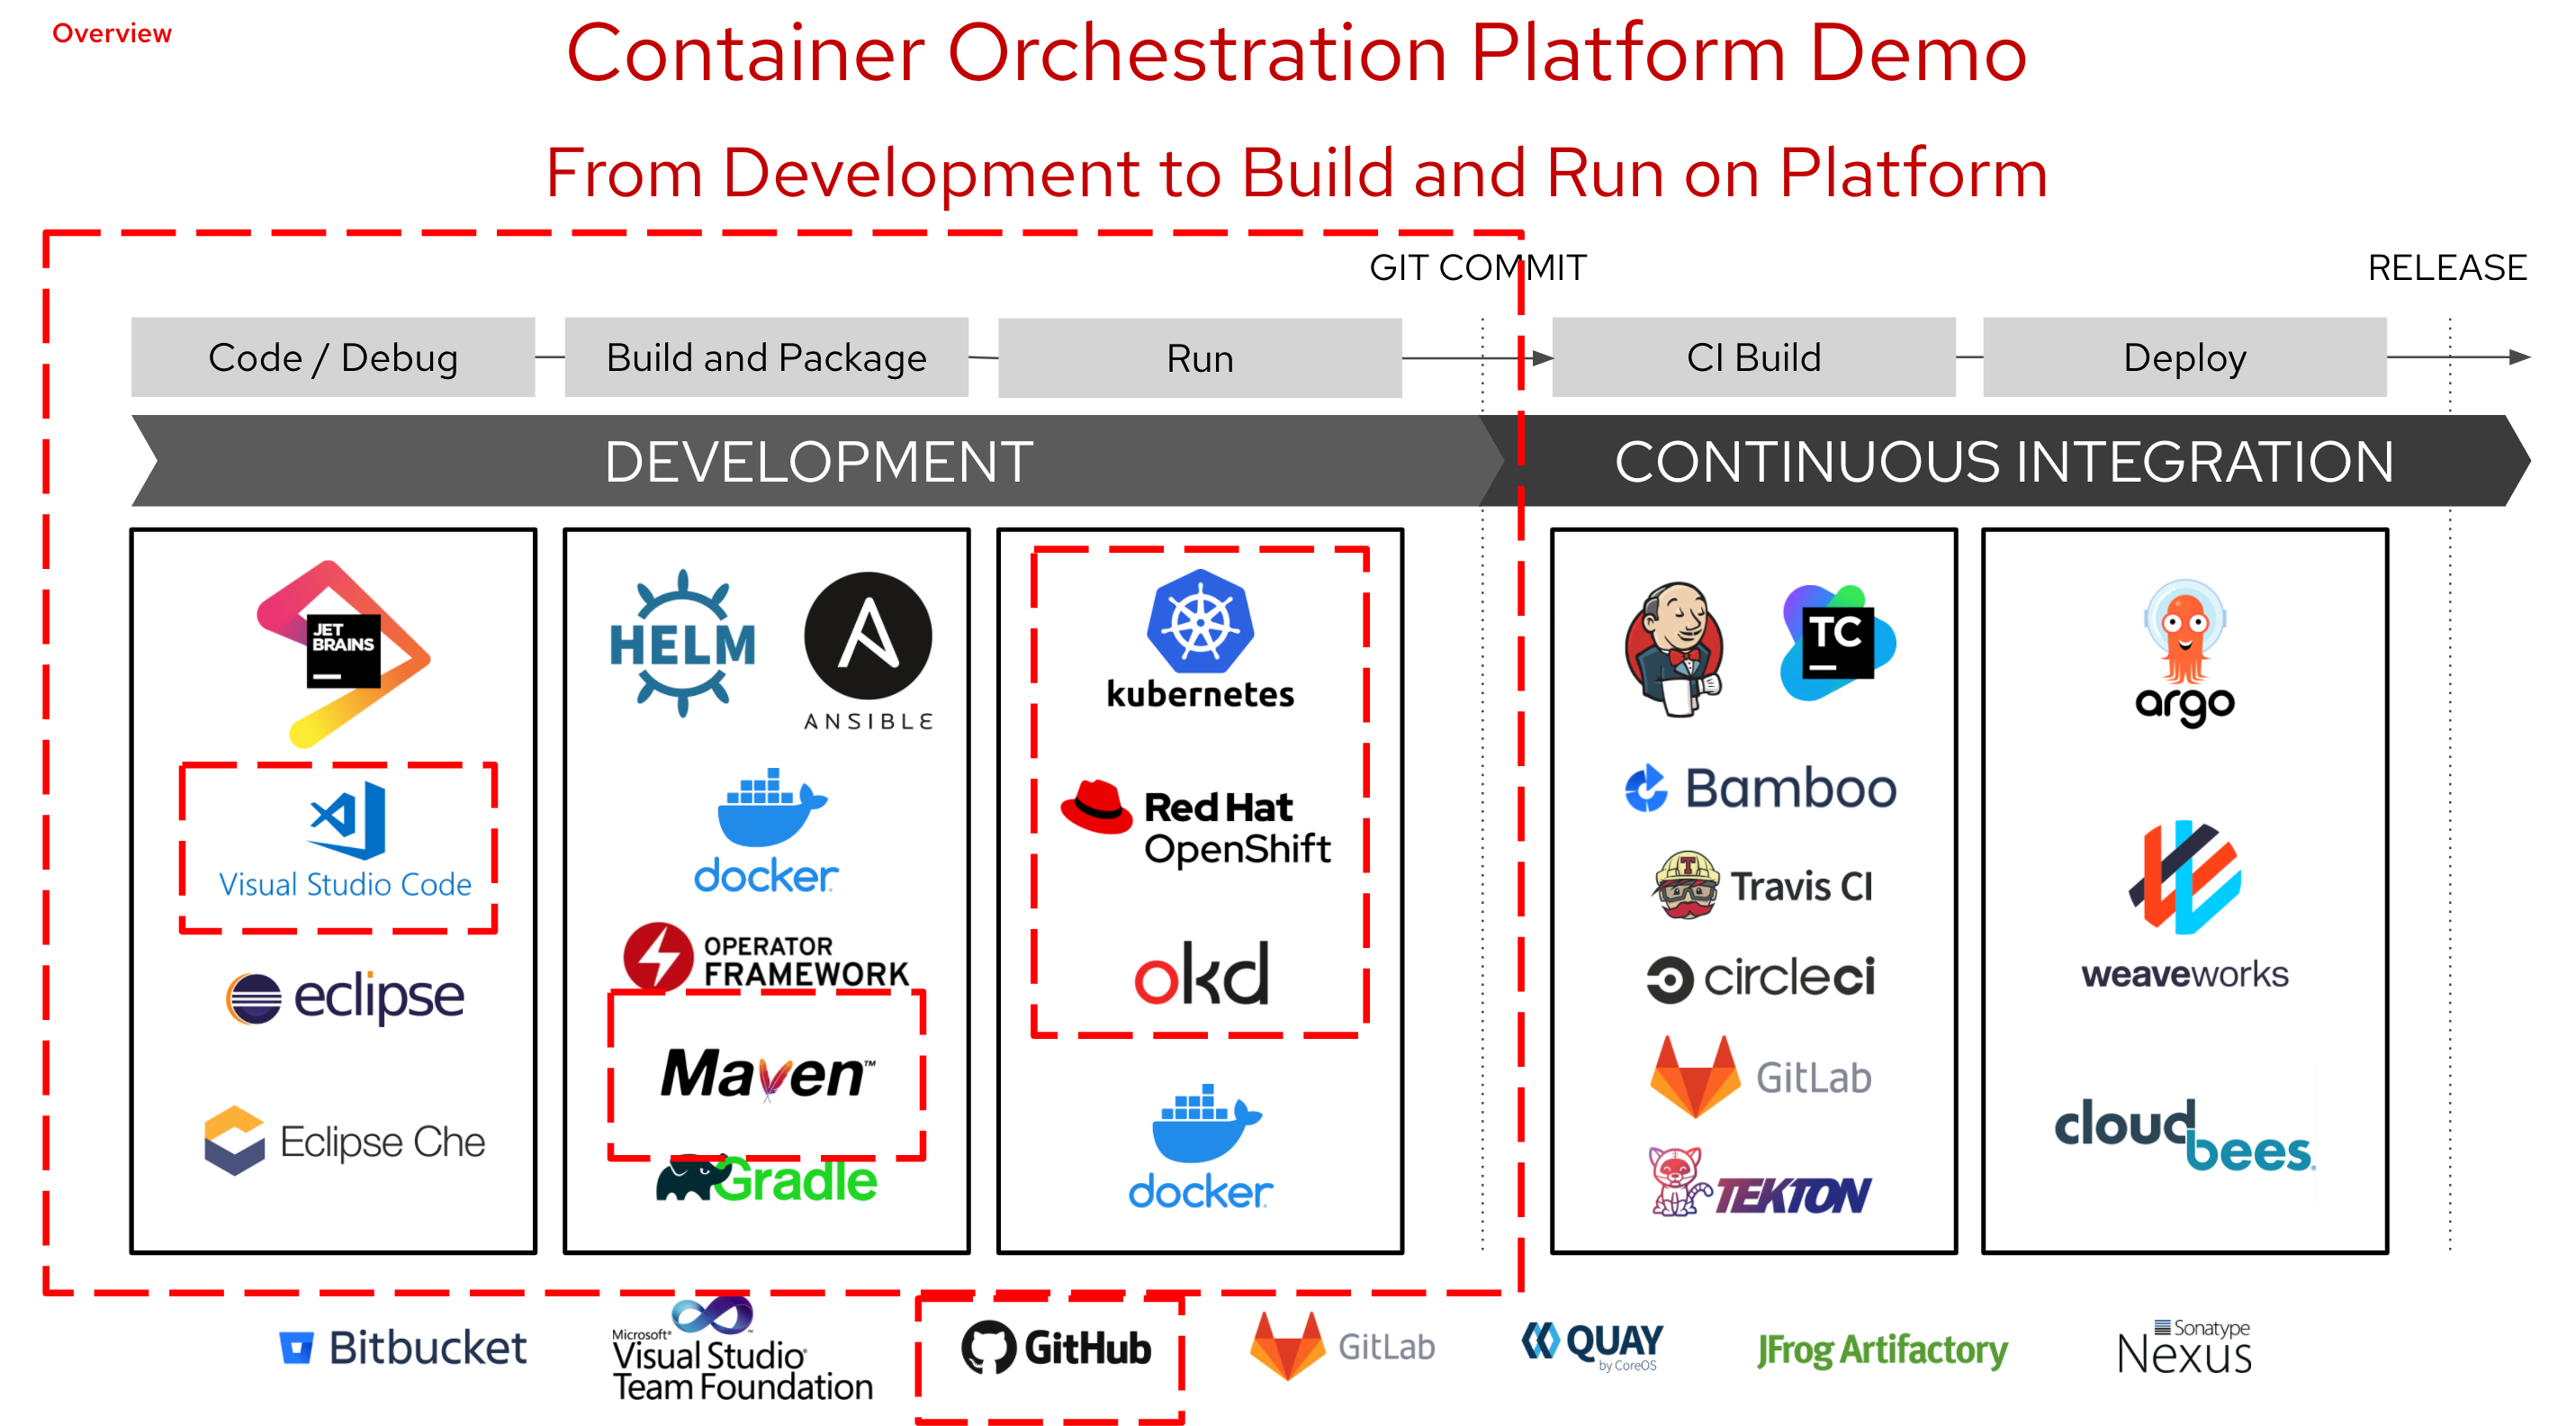 Overview
Container Orchestration Platform Demo
From Development to Build and Run on Platform
GIT COMMIT
RELEASE
Code / Debug
Build and Package
Run
CI Build
Deploy
DEVELOPMENT
CONTINUOUS INTEGRATION
JET
BRAINS
Visual Studio Code
eclipse
Eclipse Che
HELM
ANSIBLE
docker
OPERATOR
FRAMEWORK
Maven™
Gradle
kubernetes
Red Hat
OpenShift
okd
docker
TC
Bamboo
T
Travis CI
circleci
GitLab
TEKTON
argo
weaveworks
cloudbees
Bitbucket
Microsoft®
Visual Studio
Team Foundation
GitHub
GitLab
QUAY
by CoreOS
JFrog Artifactory
Sonatype
Nexus